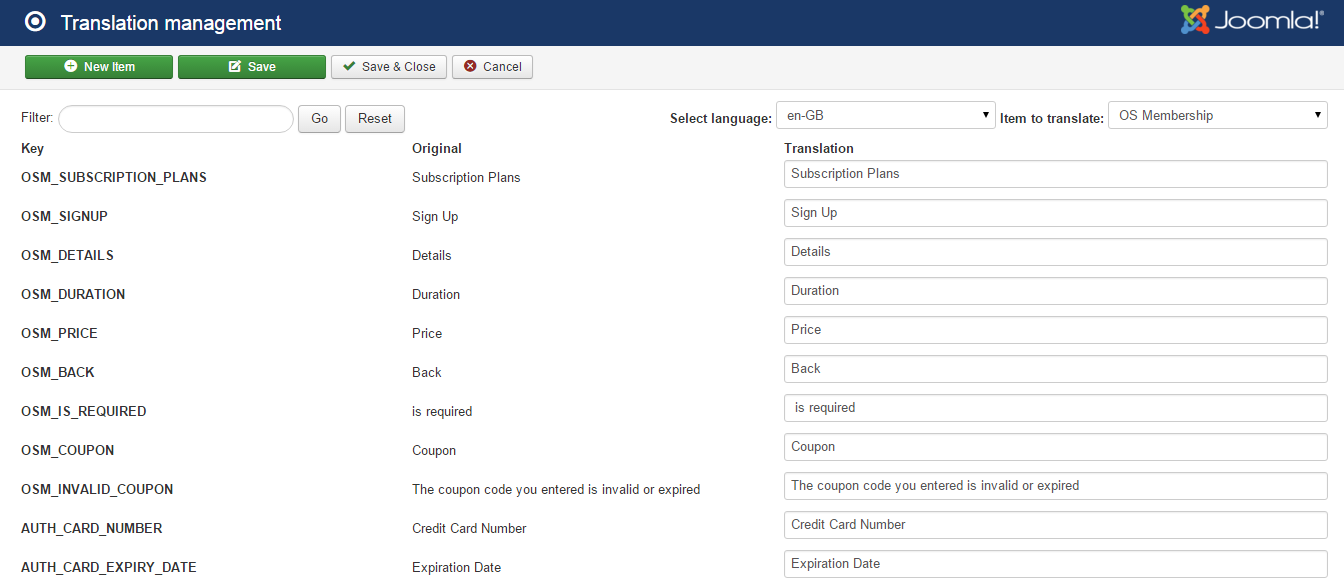 Translation management
Joomla!®
New Item Save Save & Close Cancel
Filter: Go Reset Select language: en-GB Item to translate: OS Membership
Key Original Translation
OSM_SUBSCRIPTION_PLANS Subscription Plans Subscription Plans
OSM_SIGNUP Sign Up Sign Up
OSM_DETAILS Details Details
OSM_DURATION Duration Duration
OSM_PRICE Price Price
OSM_BACK Back Back
OSM_IS_REQUIRED is required is required
OSM_COUPON Coupon Coupon
OSM_INVALID_COUPON The coupon code you entered is invalid or expired The coupon code you entered is invalid or expired
AUTH_CARD_NUMBER Credit Card Number Credit Card Number
AUTH_CARD_EXPIRY_DATE Expiration Date Expiration Date